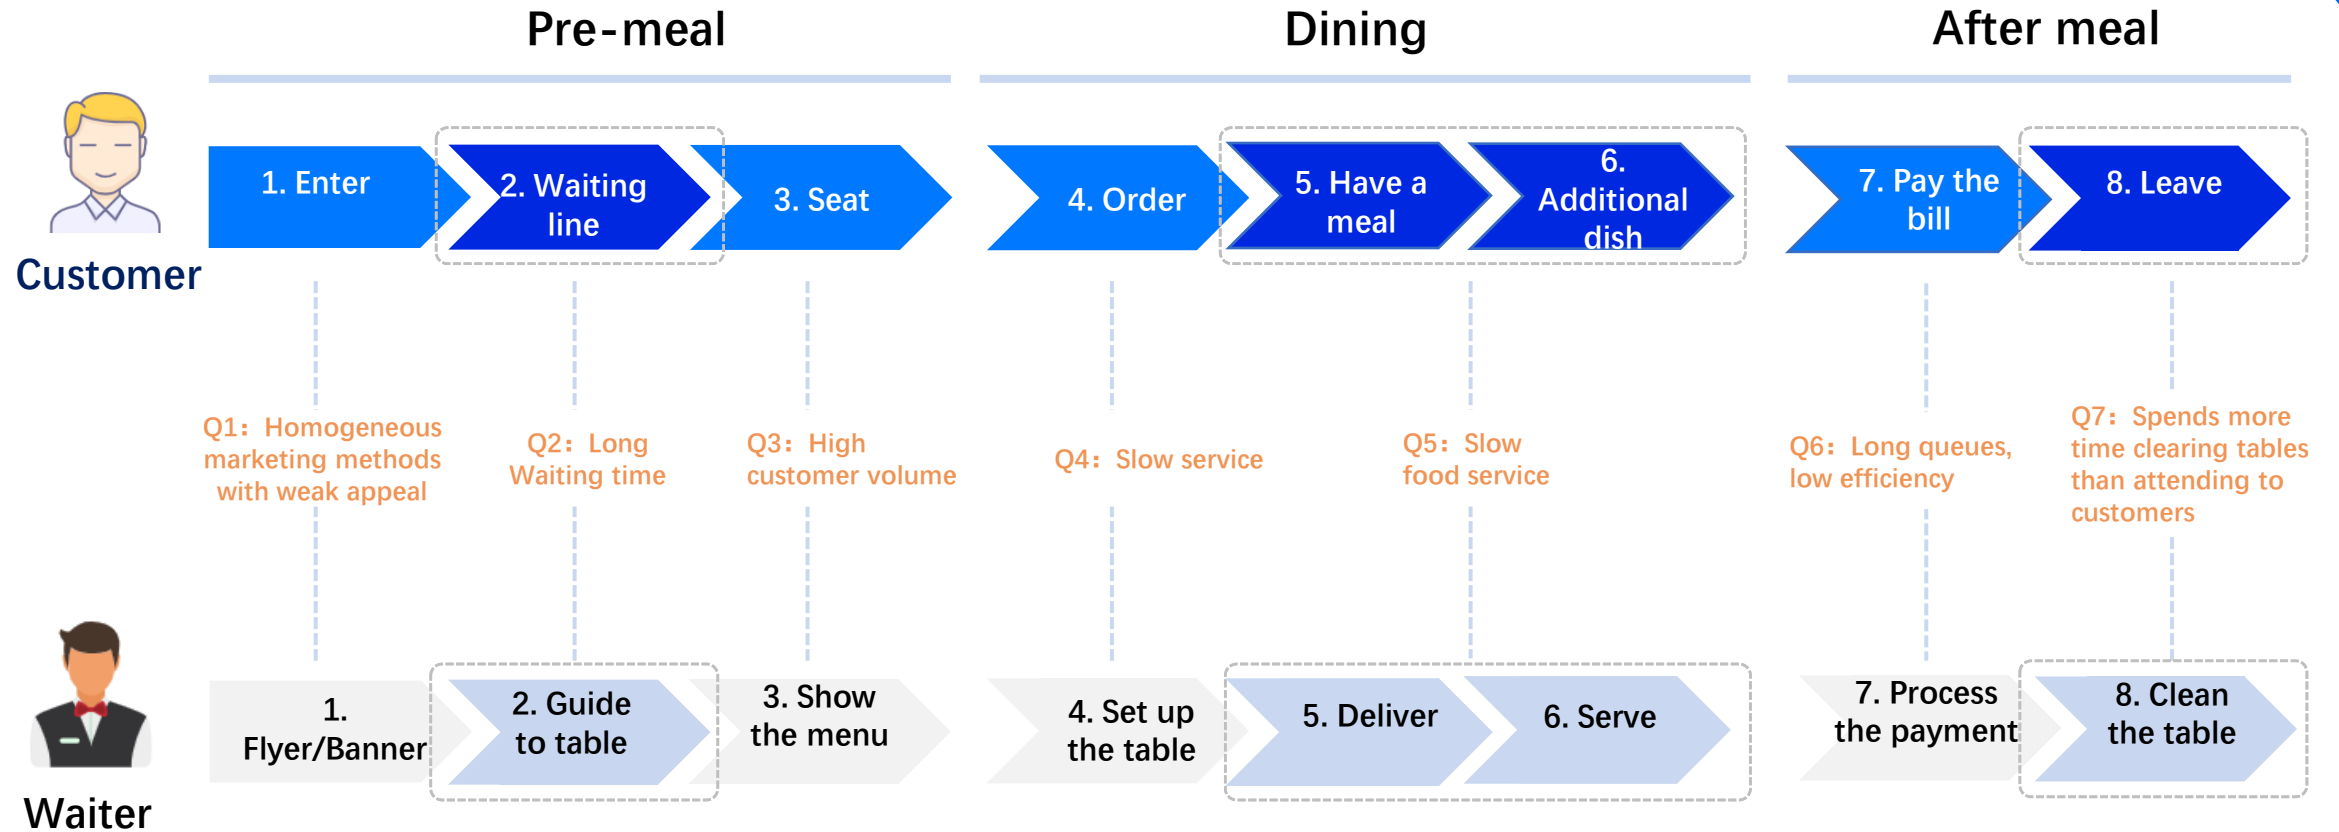 Pre-meal
Dining
After meal
Customer
1. Enter
2. Waiting
line
3. Seat
4. Order
5. Have a
meal
6.
Additional
dish
7. Pay the
bill
8. Leave
Q1：Homogeneous
marketing methods
with weak appeal
Q2：Long
Waiting time
Q3：High
customer volume
Q4：Slow service
Q5：Slow
food service
Q6：Long queues,
low efficiency
Q7：Spends more
time clearing tables
than attending to
customers
Waiter
1.
Flyer/Banner
2. Guide
to table
3. Show
the menu
4. Set up
the table
5. Deliver
6. Serve
7. Process
the payment
8. Clean
the table